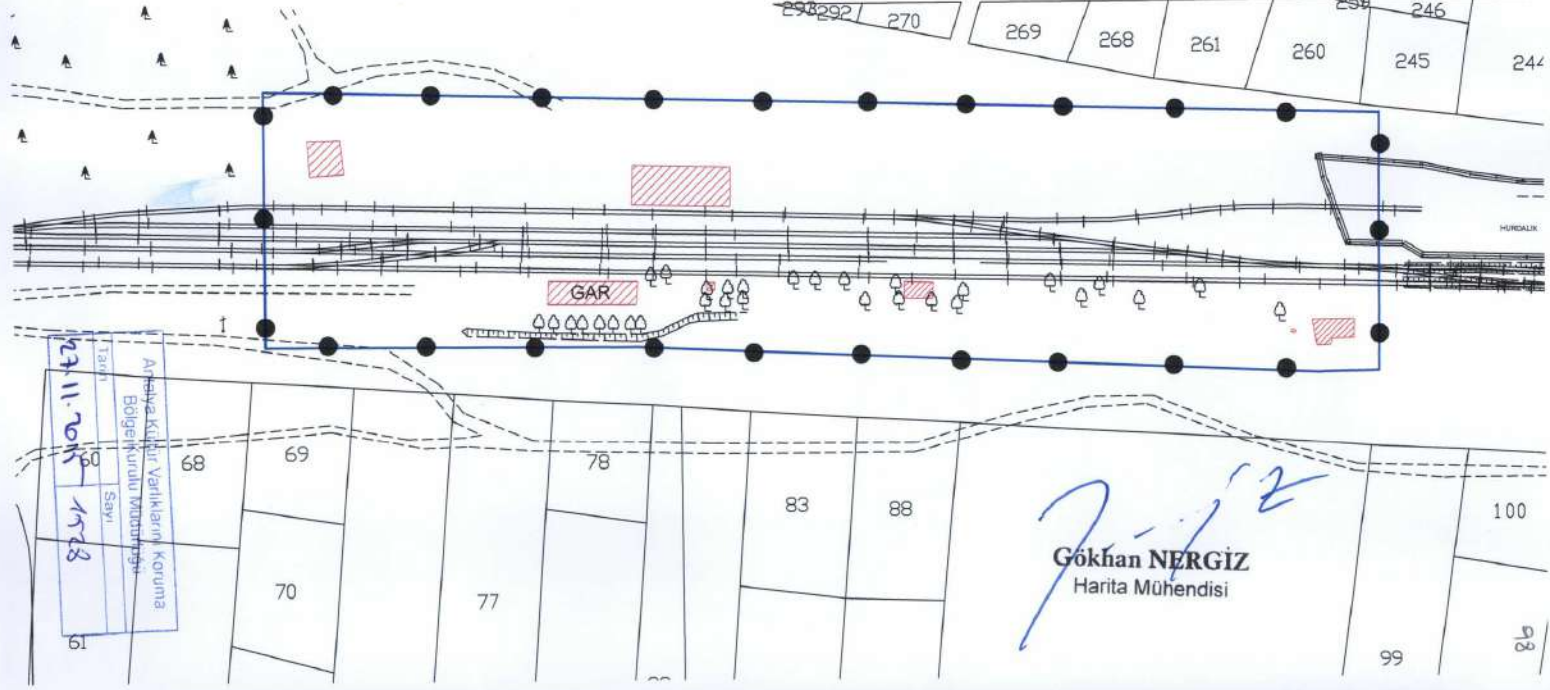 292
270
269
268
261
260
246
245
HURDALIK
GAR
Antalya Kültür Varlıklarını Koruma
Bölge Kurulu Müdürlüğü
Tarih
Sayı
27.11.2014
1528
60
68
69
78
83
88
100
70
77
61
99
98
Gökhan NERGİZ
Harita Mühendisi